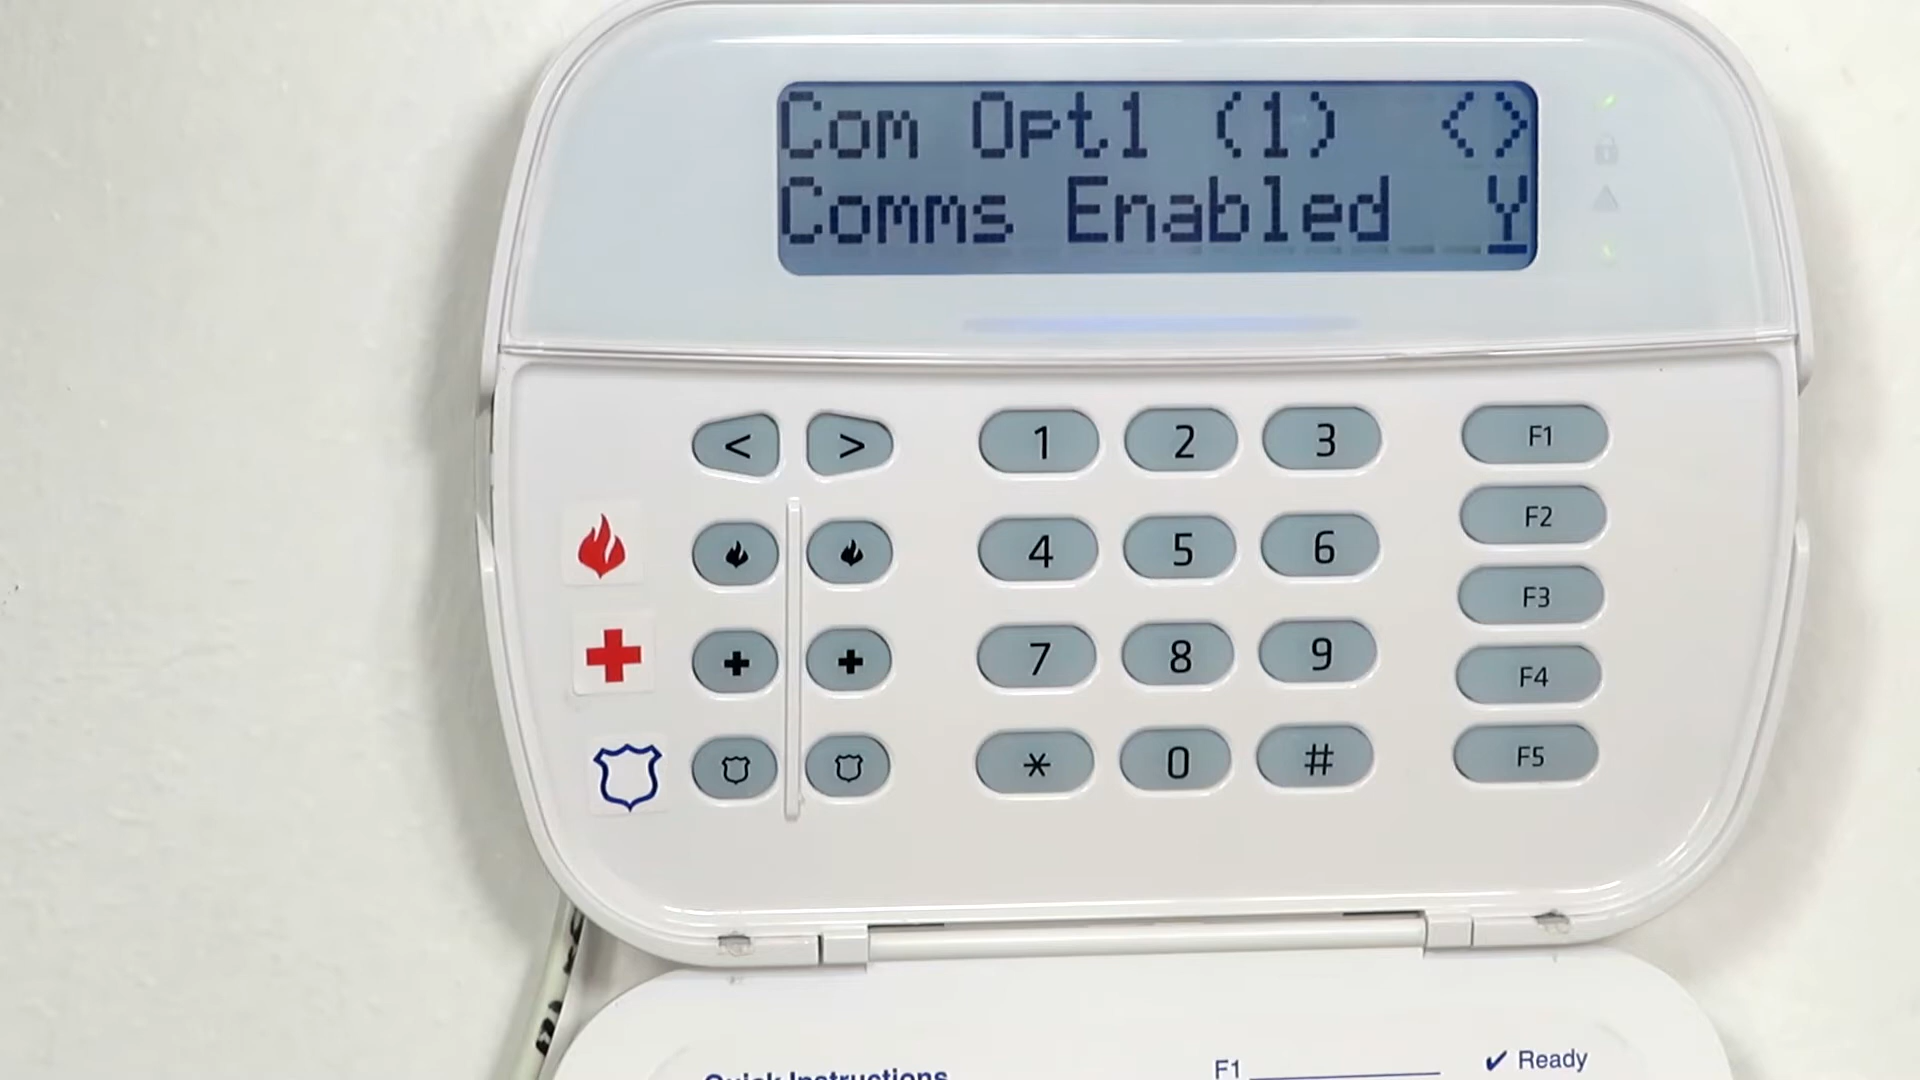 Com Opt1 (1) <>
Comms Enabled Y
< > 1 2 3 F1
4 5 6 F2
F3
7 8 9 F4
* 0 # F5
Quick Instructions
F1
✓ Ready